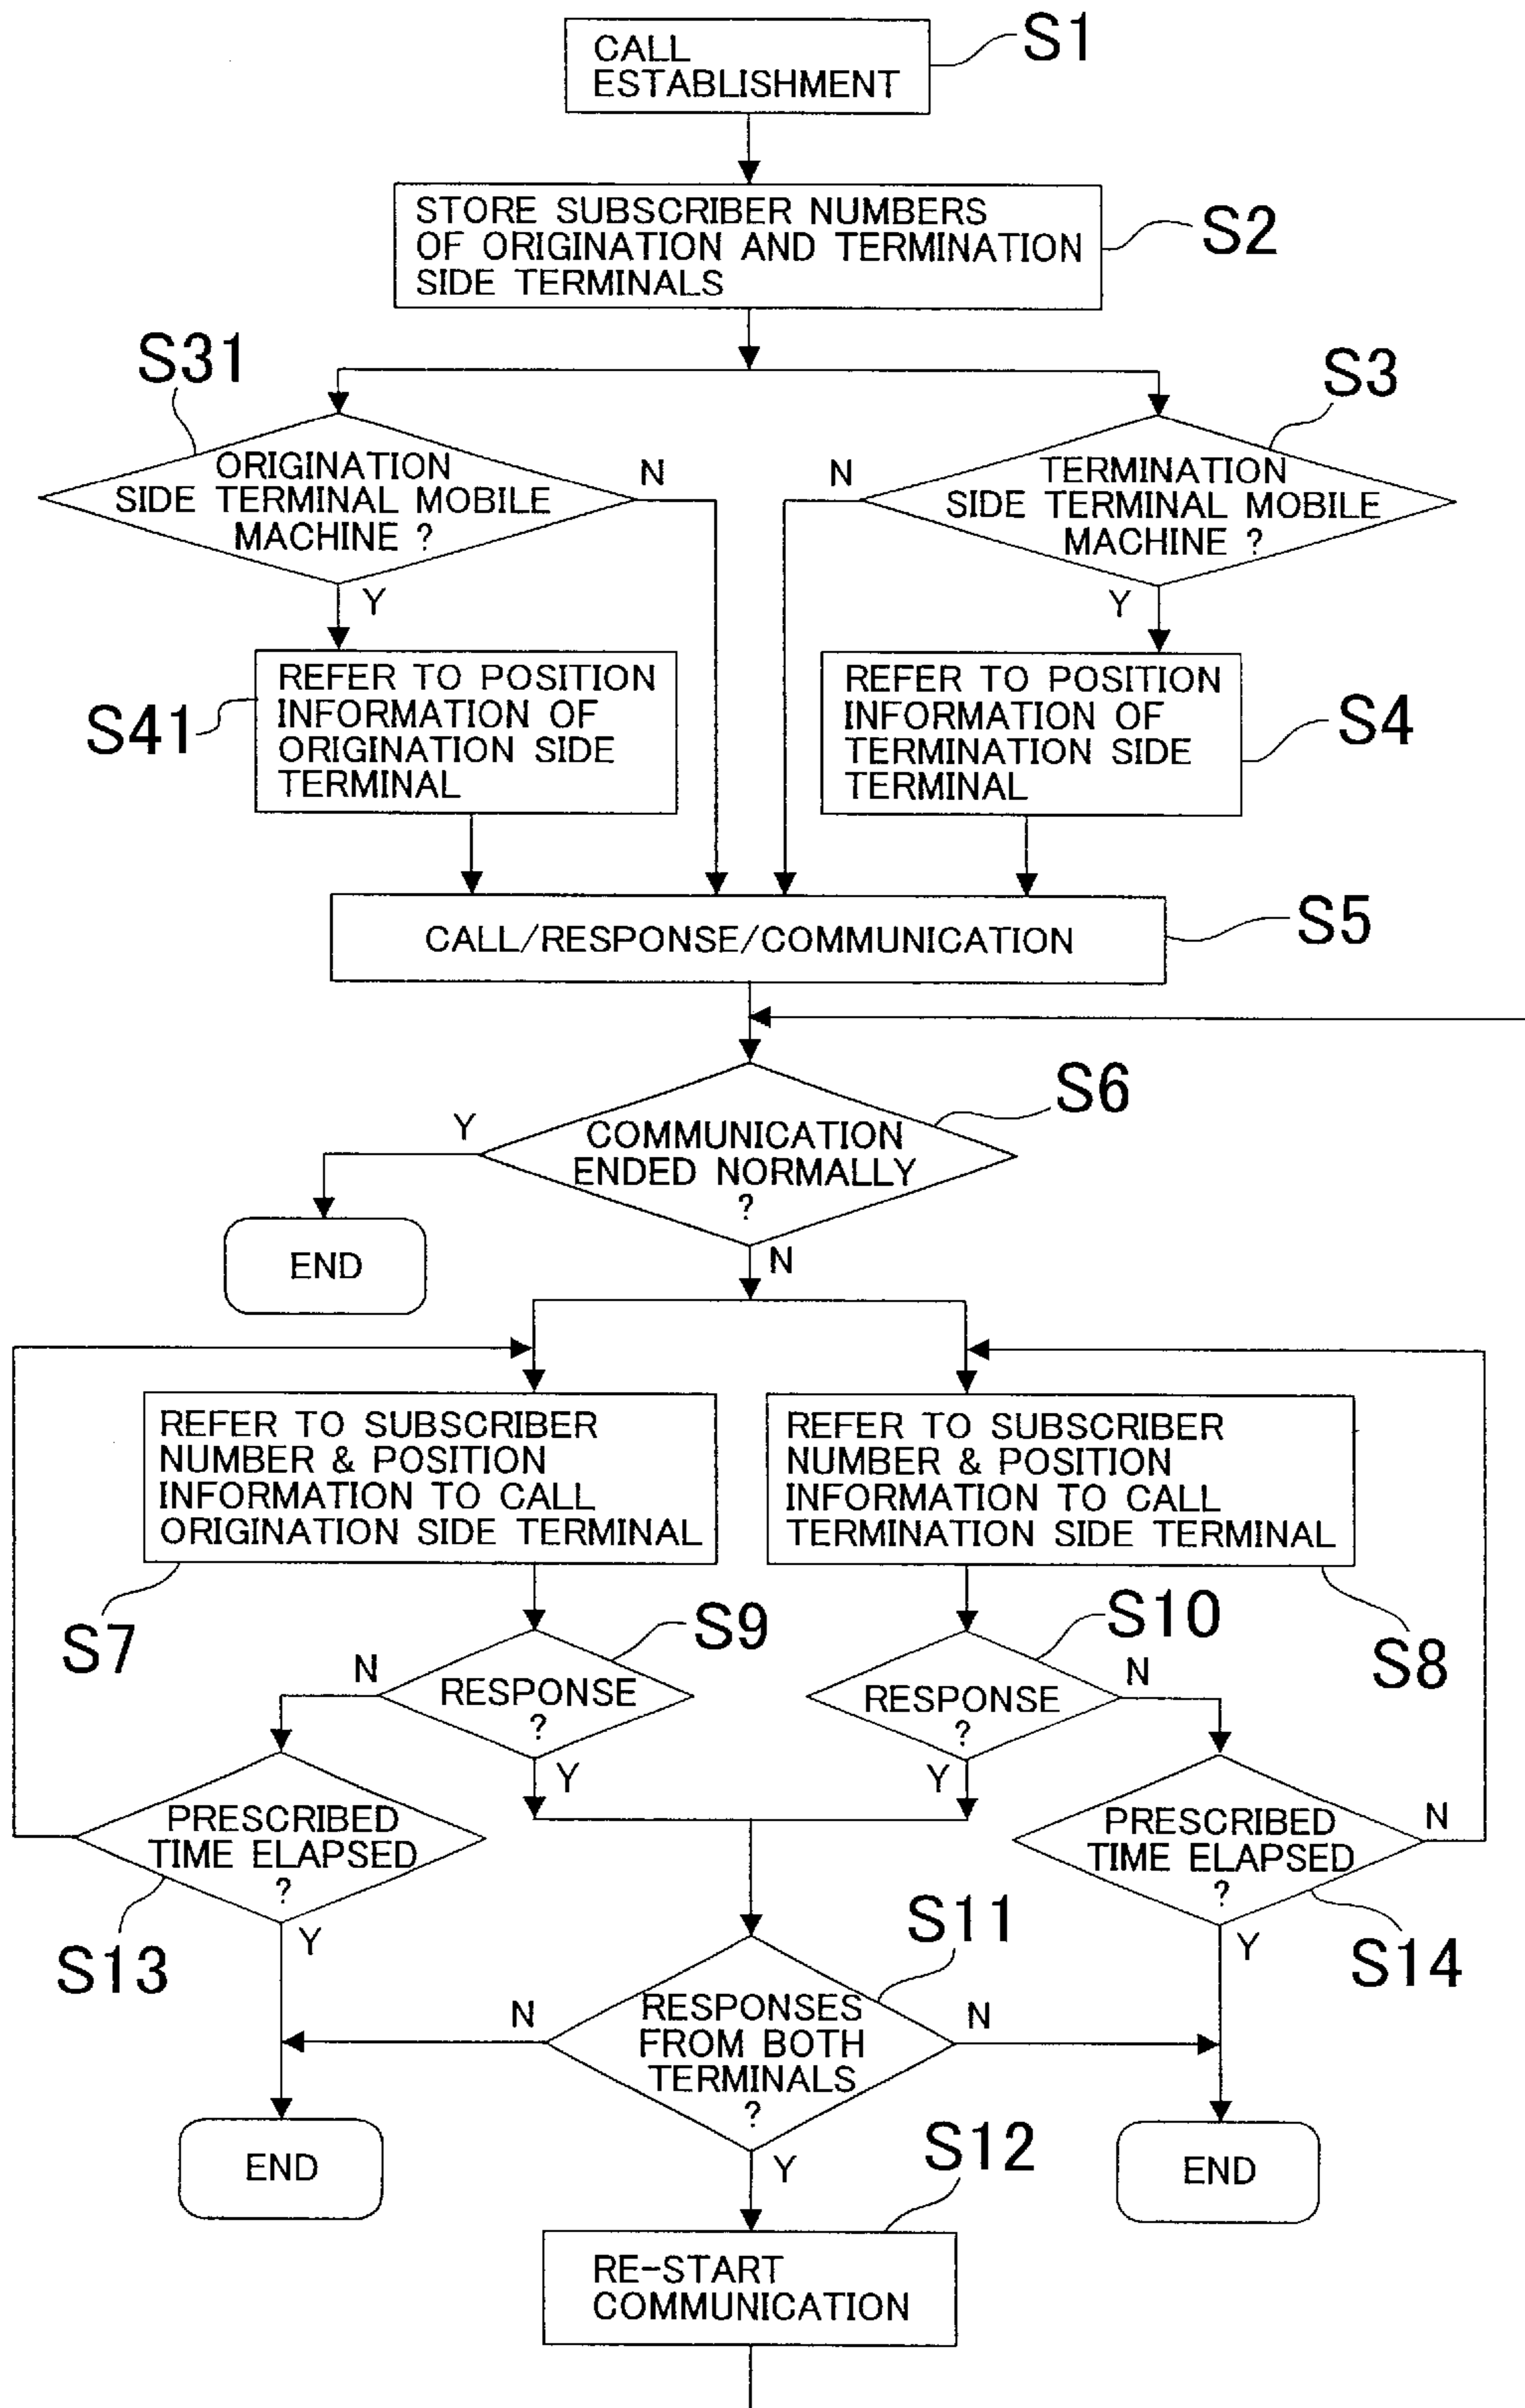 CALL
ESTABLISHMENT
S1
STORE SUBSCRIBER NUMBERS
OF ORIGINATION AND TERMINATION
SIDE TERMINALS
S2
S31
ORIGINATION
SIDE TERMINAL MOBILE
MACHINE ?
N
Y
S3
TERMINATION
SIDE TERMINAL MOBILE
MACHINE ?
N
Y
S41
REFER TO POSITION
INFORMATION OF
ORIGINATION SIDE
TERMINAL
REFER TO POSITION
INFORMATION OF
TERMINATION SIDE
TERMINAL
S4
CALL/RESPONSE/COMMUNICATION
S5
S6
Y
COMMUNICATION
ENDED NORMALLY
?
N
END
REFER TO SUBSCRIBER
NUMBER & POSITION
INFORMATION TO CALL
ORIGINATION SIDE TERMINAL
S7
REFER TO SUBSCRIBER
NUMBER & POSITION
INFORMATION TO CALL
TERMINATION SIDE TERMINAL
S8
S9
N
RESPONSE
?
Y
S10
N
RESPONSE
?
Y
PRESCRIBED
TIME ELAPSED
?
S13
Y
PRESCRIBED
TIME ELAPSED
?
N
S14
Y
S11
N
RESPONSES
FROM BOTH
TERMINALS
?
N
Y
END
END
S12
RE-START
COMMUNICATION